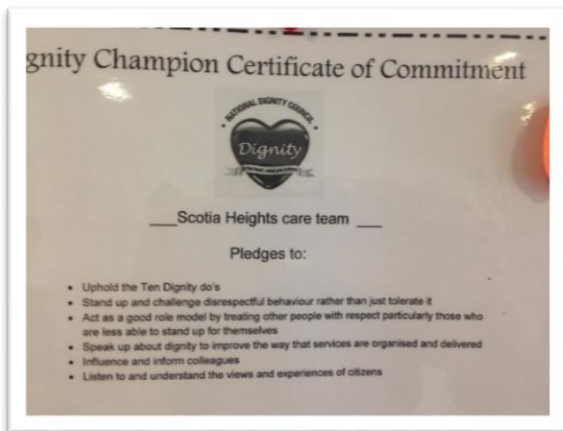 gnity Champion Certificate of Commitment
NATIONAL DIGNITY COUNCIL
Dignity
___Scotia Heights care team ___
Pledges to:
• Uphold the Ten Dignity do's
• Stand up and challenge disrespectful behaviour rather than just tolerate it
• Act as a good role model by treating other people with respect particularly those who
are less able to stand up for themselves
• Speak up about dignity to improve the way that services are organised and delivered
• Influence and inform colleagues
• Listen to and understand the views and experiences of citizens